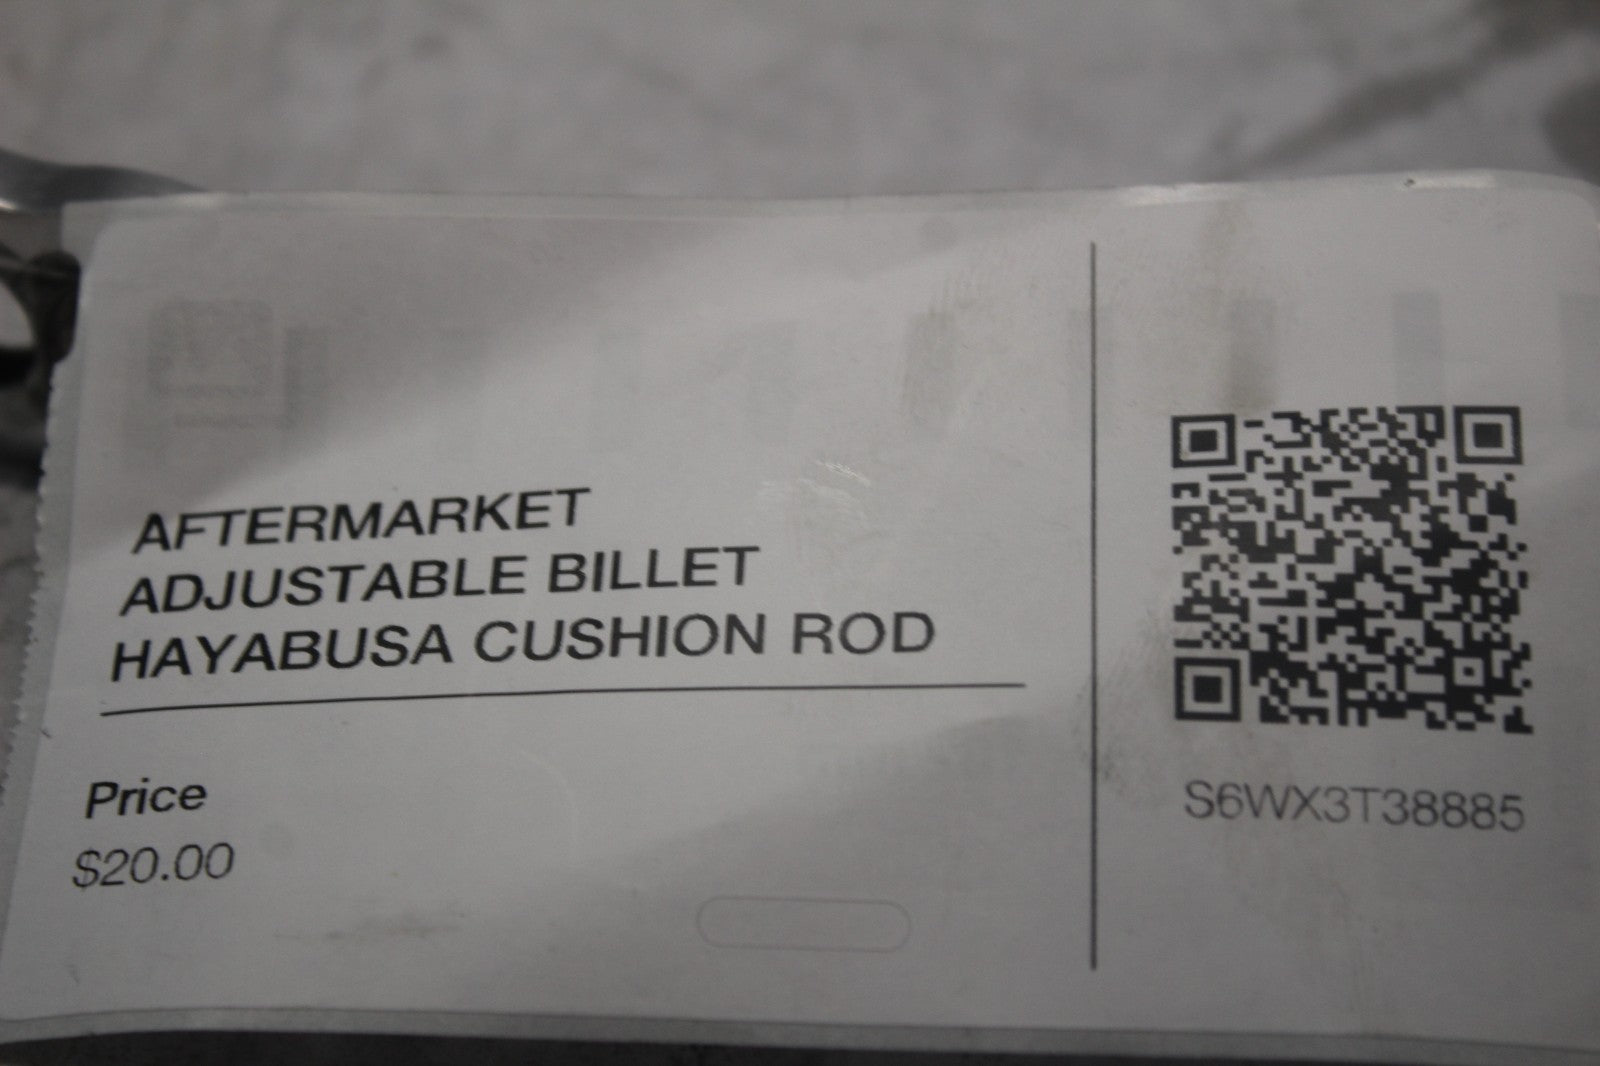 AFTERMARKET
ADJUSTABLE BILLET
HAYABUSA CUSHION ROD
Price
$20.00
S6WX3T38885